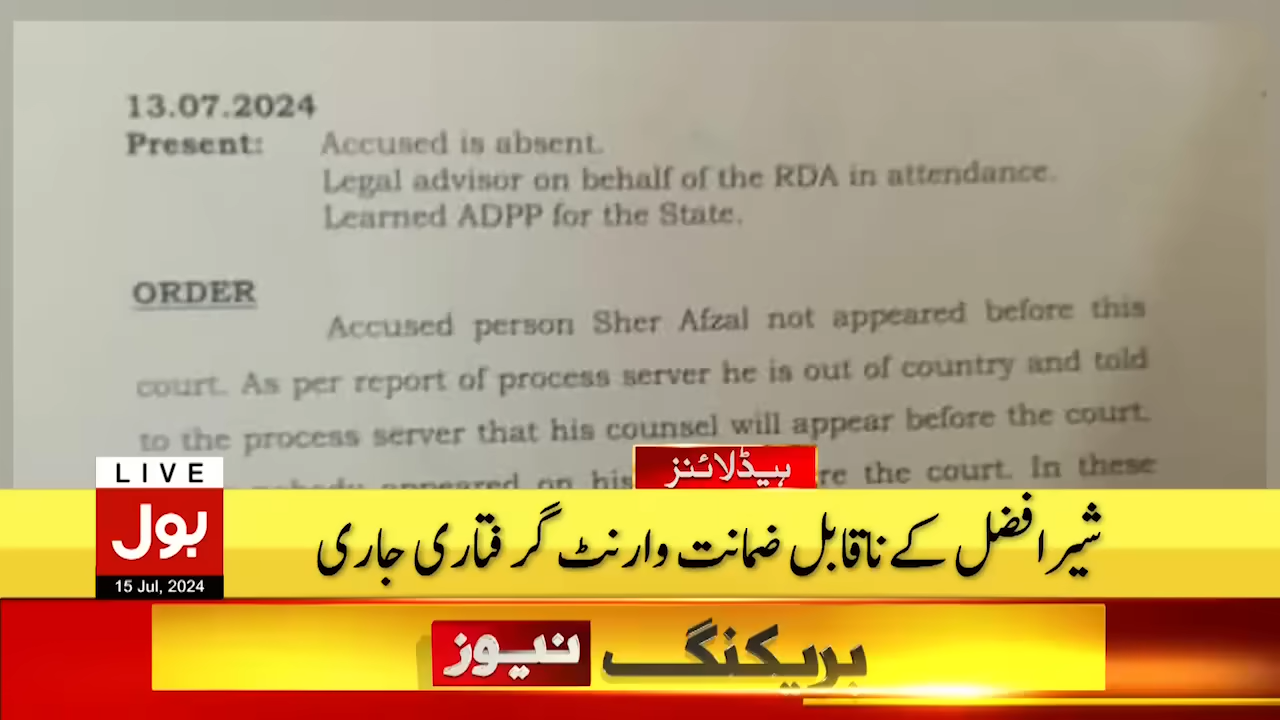 13.07.2024
Present: Accused is absent.
Legal advisor on behalf of the RDA in attendance.
Learned ADPP for the State.
ORDER
Accused person Sher Afzal not appeared before this
court. As per report of process server he is out of country and told
to the process server that his counsel will appear before the court.
nobody appeared on his the court. In these
ہیڈلائنز
LIVE
بول
15 Jul, 2024
شیر افضل کے ناقابل ضمانت وارنٹ گرفتاری جاری
بریکنگ نیوز